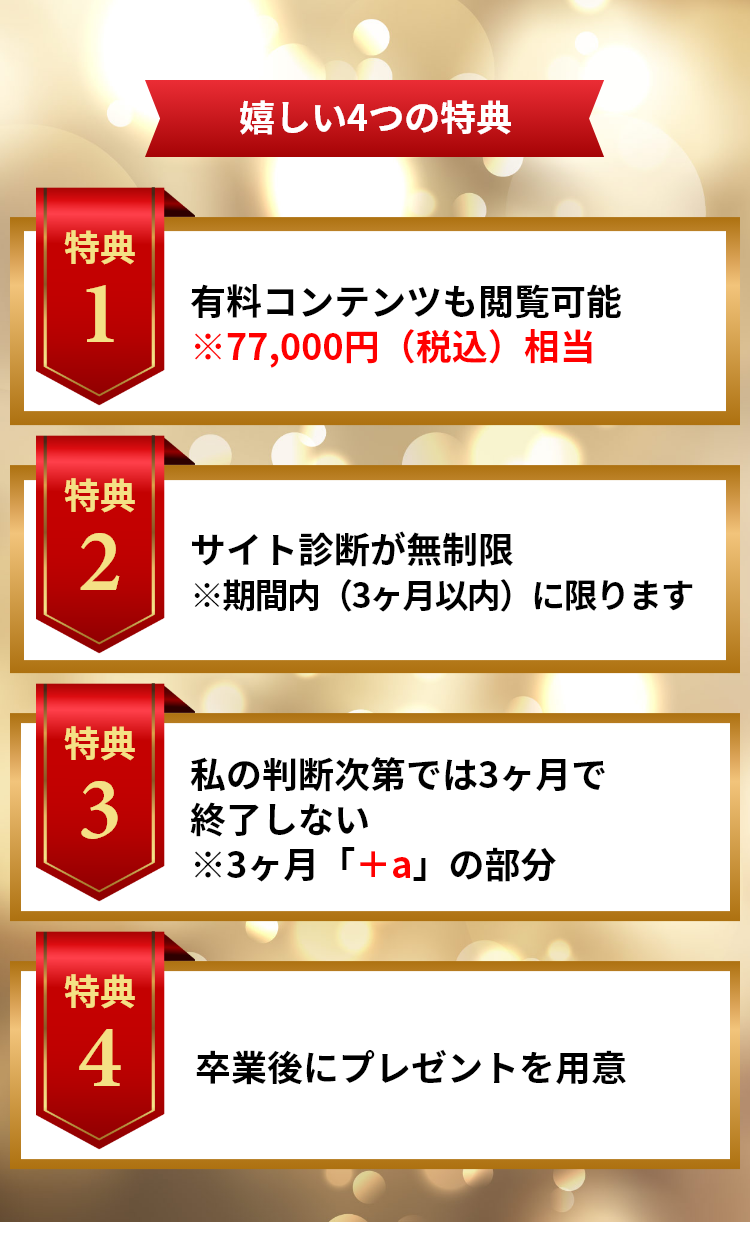 嬉しい4つの特典
特典
1
有料コンテンツも閲覧可能
※77,000円（税込）相当
特典
2
サイト診断が無制限
※期間内（3ヶ月以内）に限ります
特典
3
私の判断次第では3ヶ月で
終了しない
※3ヶ月「＋a」の部分
特典
4
卒業後にプレゼントを用意